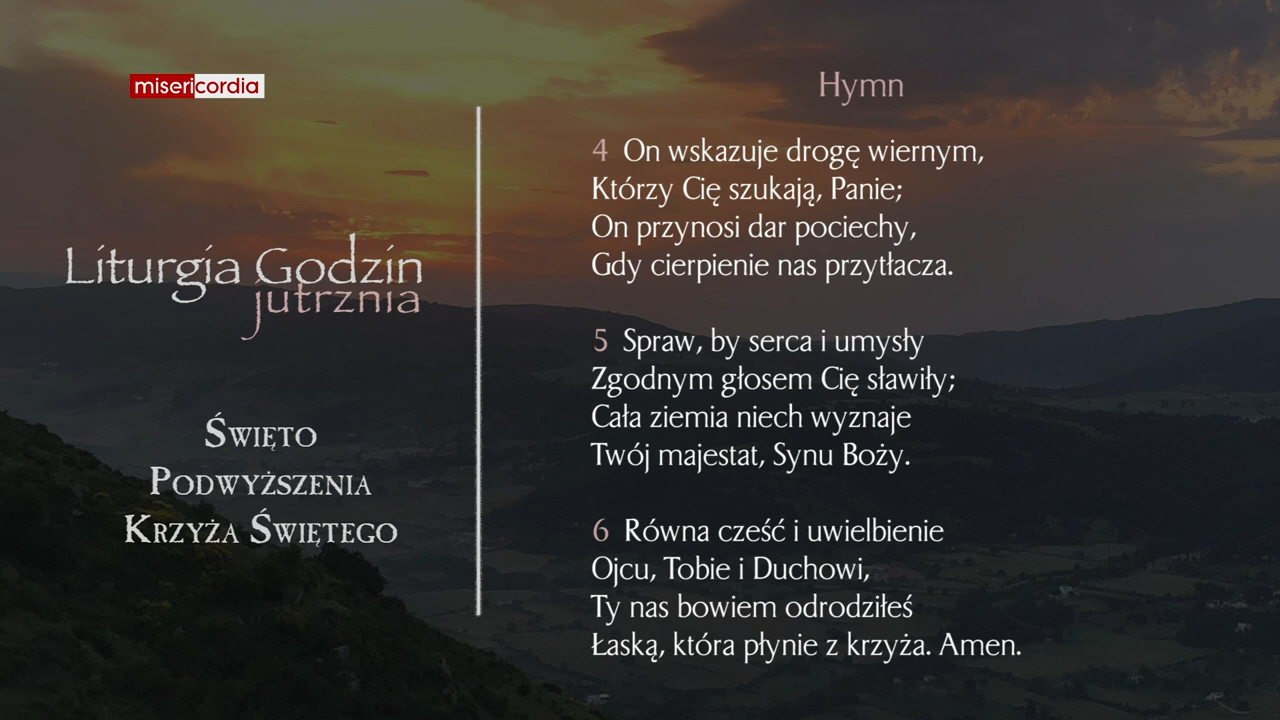 misericordia
Liturgia Godzin
jutrznia
Święto
Podwyższenia
Krzyża Świętego
Hymn
4 On wskazuje drogę wiernym,
Którzy Cię szukają, Panie;
On przynosi dar pociechy,
Gdy cierpienie nas przytłacza.
5 Spraw, by serca i umysły
Zgodnym głosem Cię sławiły;
Cała ziemia niech wyznaje
Twój majestat, Synu Boży.
6 Równa cześć i uwielbienie
Ojcu, Tobie i Duchowi,
Ty nas bowiem odrodziłeś
Łaską, która płynie z krzyża. Amen.